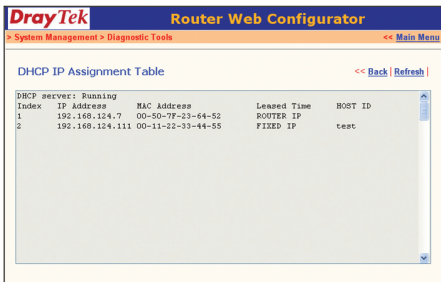 DrayTek Router Web Configurator
> System Management > Diagnostic Tools << Main Menu
DHCP IP Assignment Table << Back | Refresh |
DHCP server: Running
Index IP Address MAC Address Leased Time HOST ID
1 192.168.124.7 00-50-7F-23-64-52 ROUTER IP
2 192.168.124.111 00-11-22-33-44-55 FIXED IP test